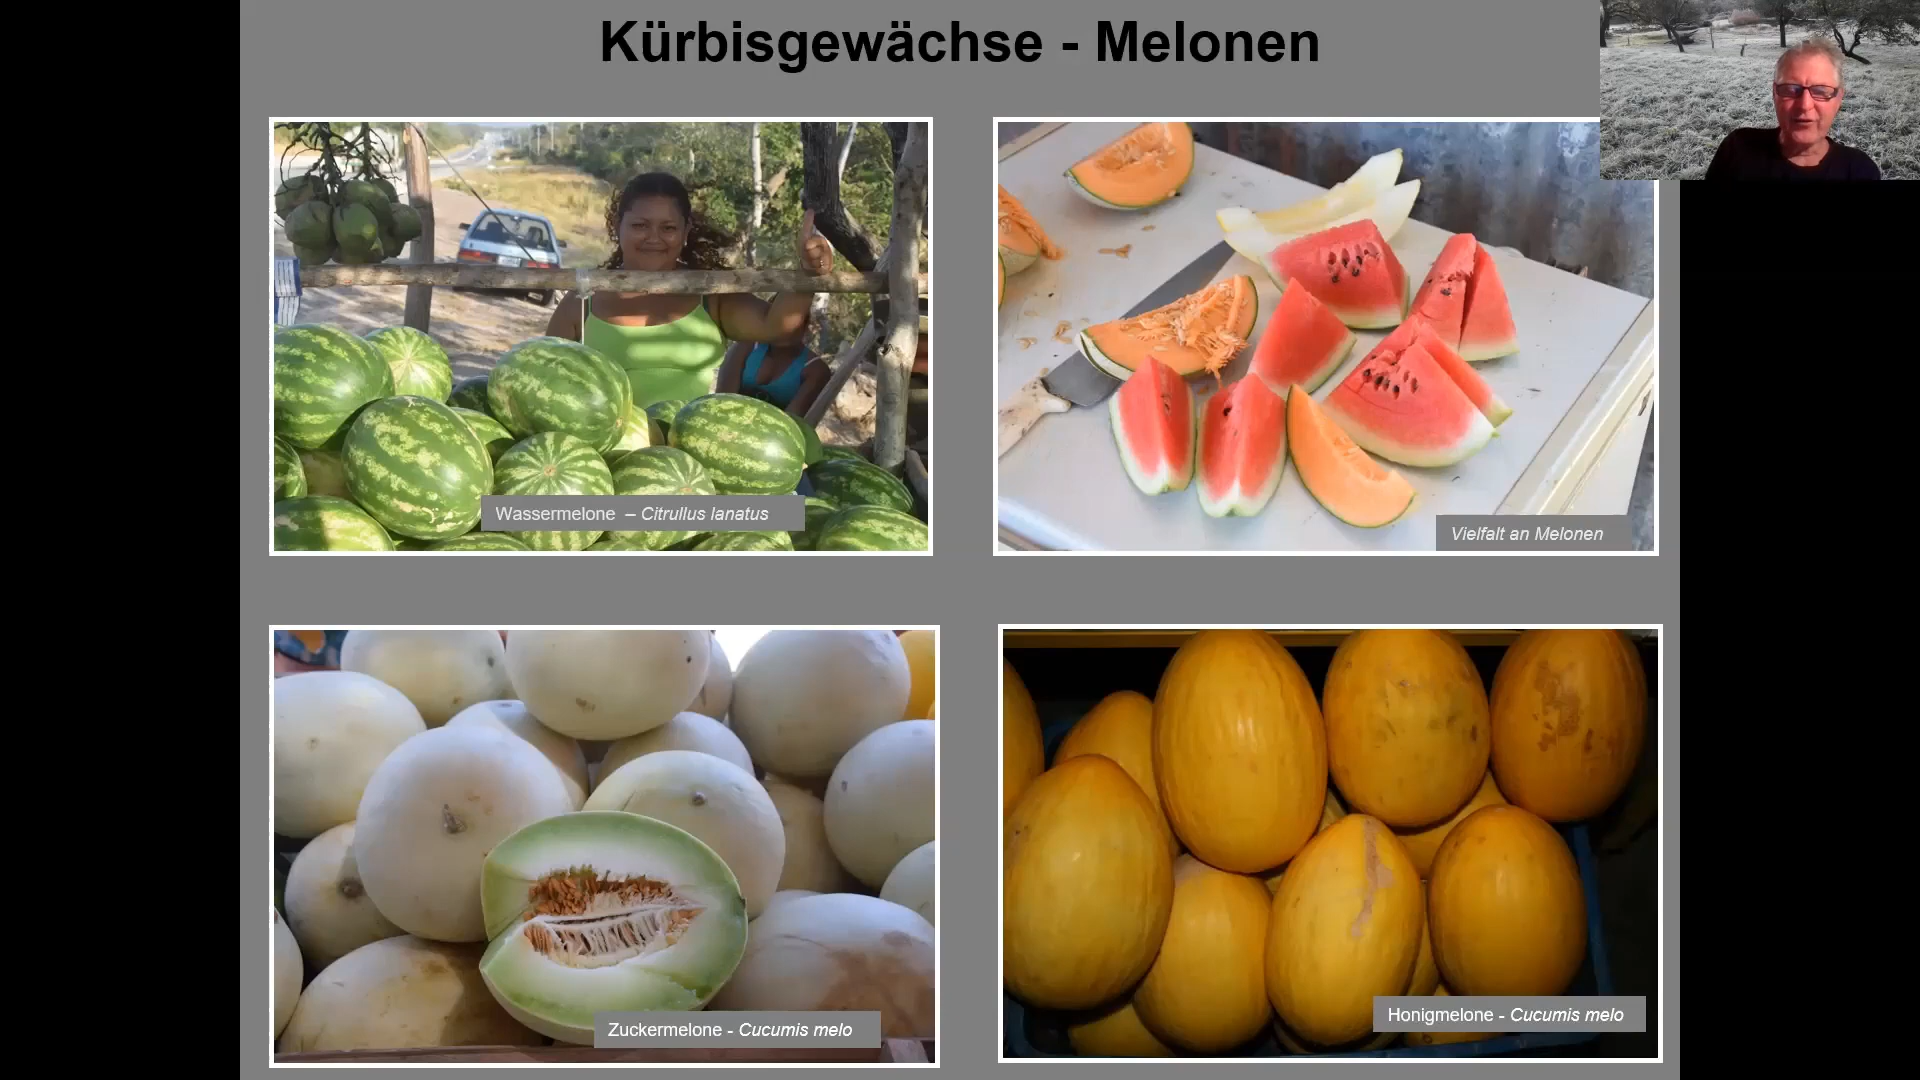 Kürbisgewächse - Melonen
Wassermelone – Citrullus lanatus
Vielfalt an Melonen
Zuckermelone - Cucumis melo
Honigmelone - Cucumis melo